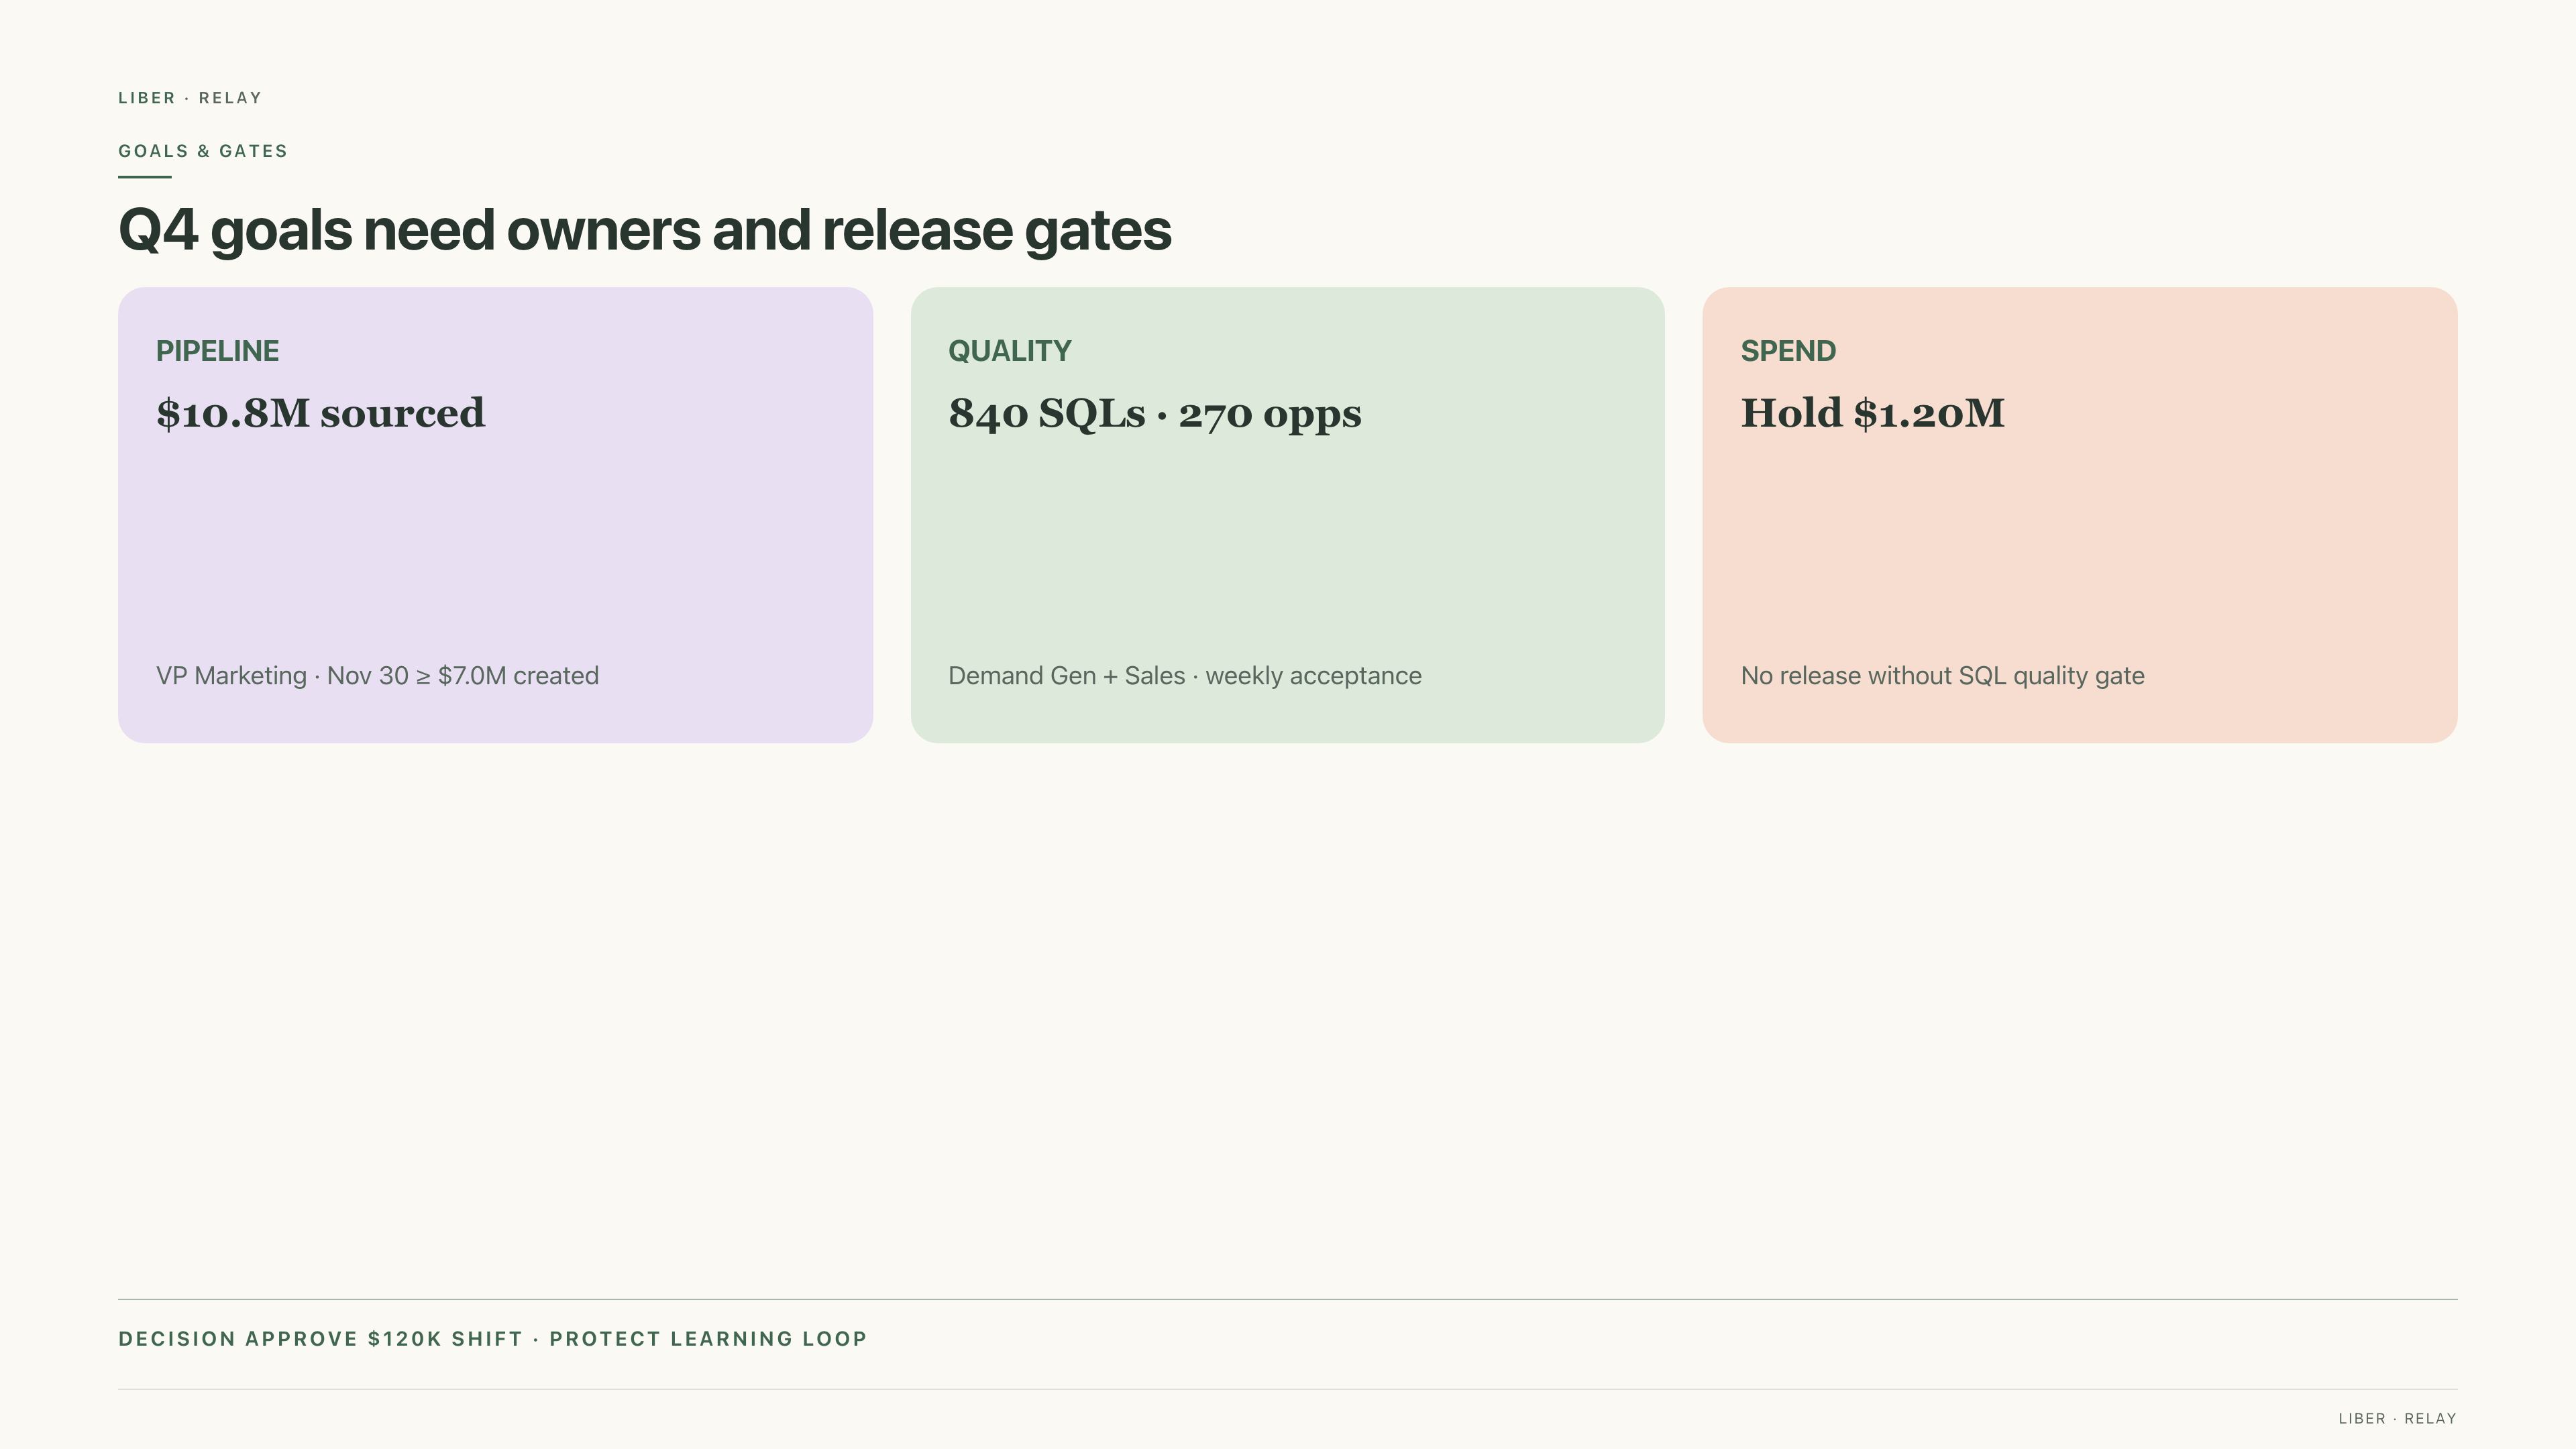 LIBER · RELAY
GOALS & GATES
Q4 goals need owners and release gates
PIPELINE
$10.8M sourced
VP Marketing · Nov 30 ≥ $7.0M created
QUALITY
840 SQLs · 270 opps
Demand Gen + Sales · weekly acceptance
SPEND
Hold $1.20M
No release without SQL quality gate
DECISION APPROVE $120K SHIFT · PROTECT LEARNING LOOP
LIBER · RELAY